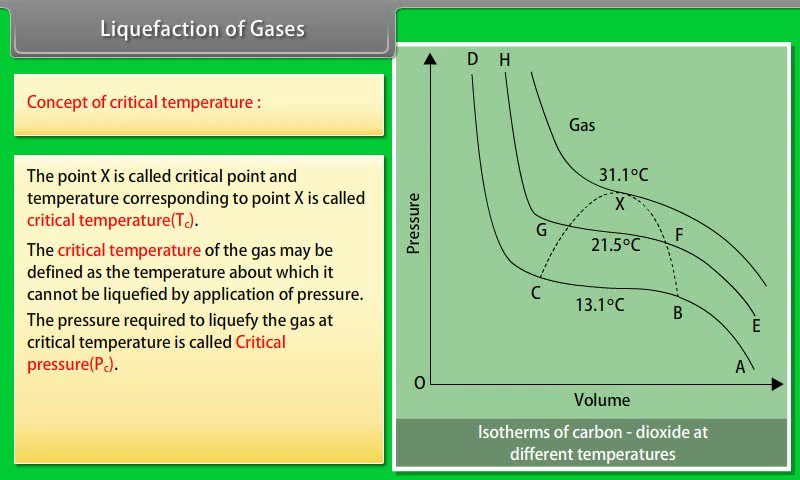 Liquefaction of Gases
Concept of critical temperature :
The point X is called critical point and
temperature corresponding to point X is called
critical temperature(Tc).
The critical temperature of the gas may be
defined as the temperature about which it
cannot be liquefied by application of pressure.
The pressure required to liquefy the gas at
critical temperature is called Critical
pressure(Pc).
D H
Gas
31.1°C
X
Pressure
G
F
21.5°C
C
13.1°C
B
E
A
O
Volume
Isotherms of carbon - dioxide at
different temperatures